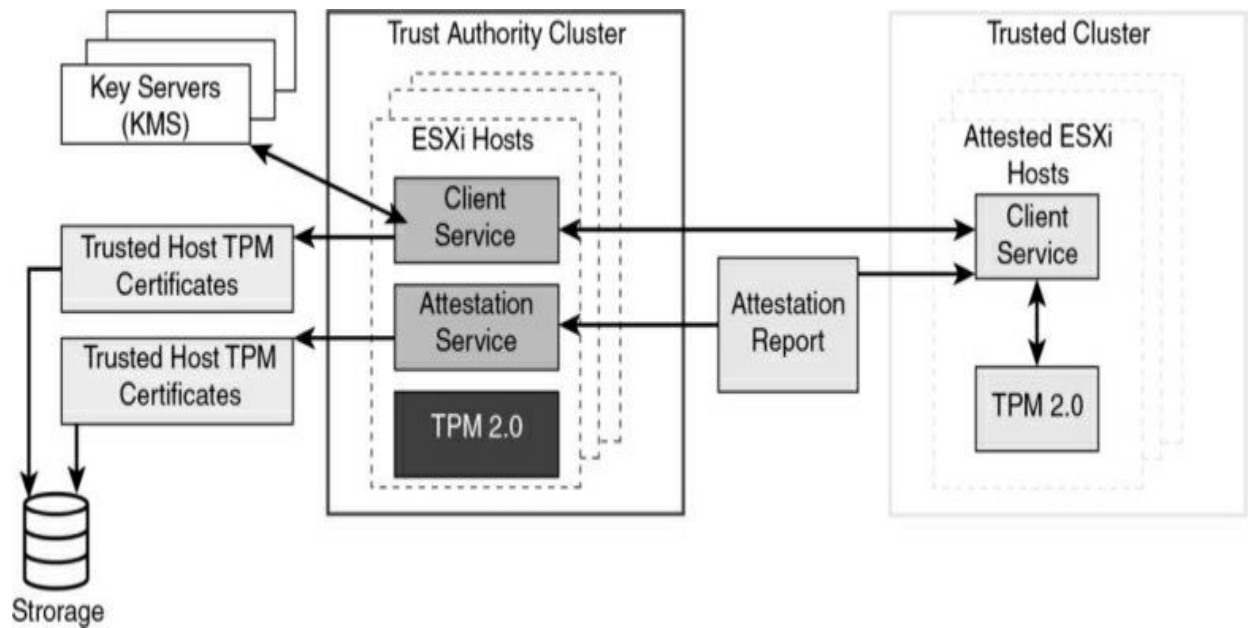 Trust Authority Cluster
Trusted Cluster
Key Servers
(KMS)
ESXi Hosts
Attested ESXi
Hosts
Client
Service
Client
Service
Trusted Host TPM
Certificates
Attestation
Service
Attestation
Report
Trusted Host TPM
Certificates
TPM 2.0
TPM 2.0
Strorage